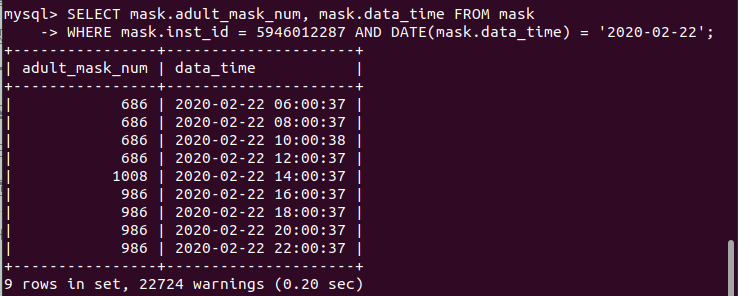 mysql> SELECT mask.adult_mask_num, mask.data_time FROM mask
    -> WHERE mask.inst_id = 5946012287 AND DATE(mask.data_time) = '2020-02-22';
+----------------+---------------------+
| adult_mask_num | data_time           |
+----------------+---------------------+
|            686 | 2020-02-22 06:00:37 |
|            686 | 2020-02-22 08:00:37 |
|            686 | 2020-02-22 10:00:38 |
|            686 | 2020-02-22 12:00:37 |
|           1008 | 2020-02-22 14:00:37 |
|            986 | 2020-02-22 16:00:37 |
|            986 | 2020-02-22 18:00:37 |
|            986 | 2020-02-22 20:00:37 |
|            986 | 2020-02-22 22:00:37 |
+----------------+---------------------+
9 rows in set, 22724 warnings (0.20 sec)